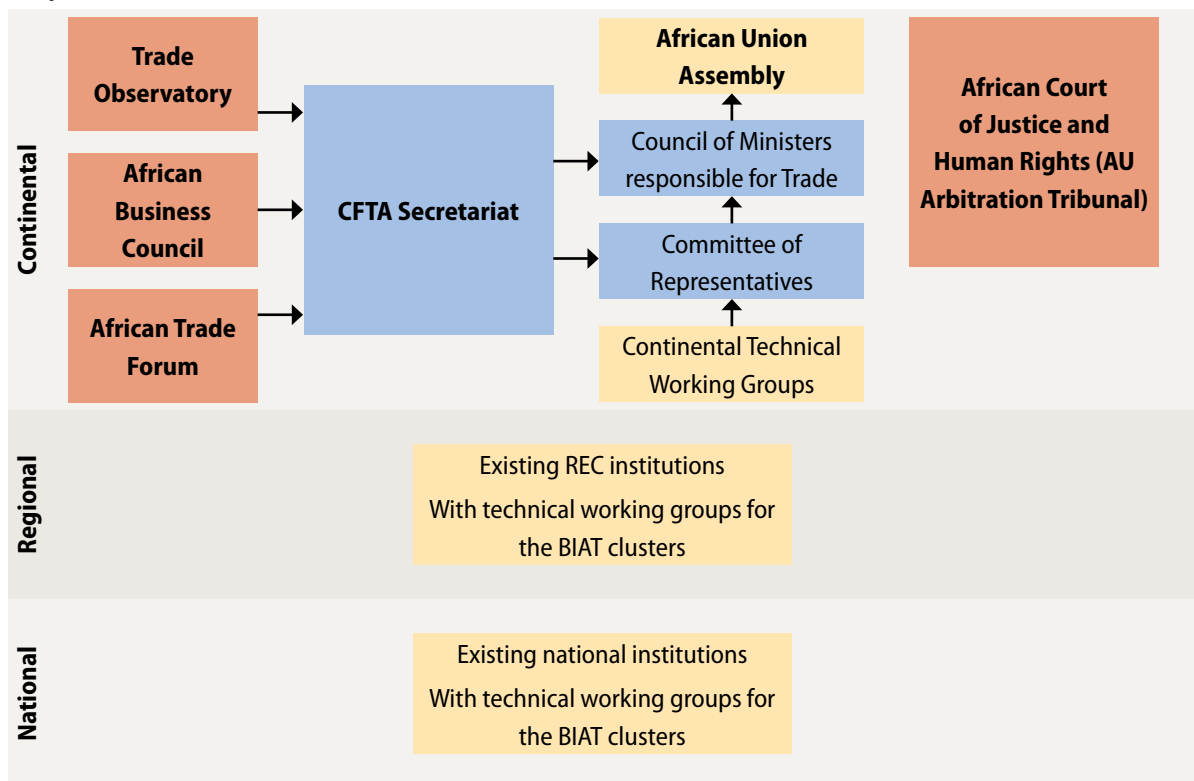 Continental
Trade
Observatory
African
Business
Council
African Trade
Forum
CFTA Secretariat
African Union
Assembly
Council of Ministers
responsible for Trade
Committee of
Representatives
Continental Technical
Working Groups
African Court
of Justice and
Human Rights (AU
Arbitration Tribunal)
Regional
Existing REC institutions
With technical working groups for
the BIAT clusters
National
Existing national institutions
With technical working groups for
the BIAT clusters